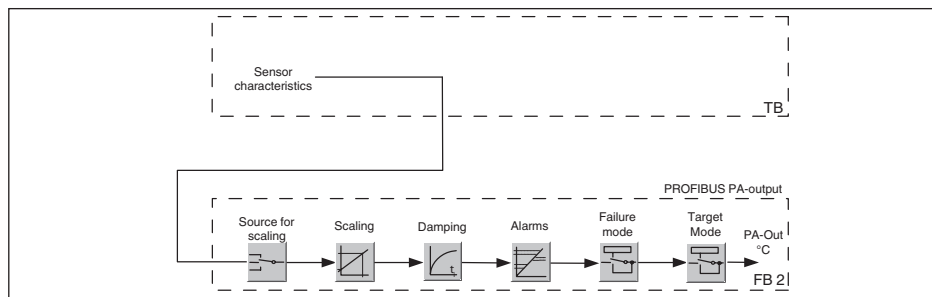 Sensor
characteristics
TB
PROFIBUS PA-output
Source for
scaling
Scaling
Damping
Alarms
Failure
mode
Target
Mode
t
PA-Out
°C
FB 2